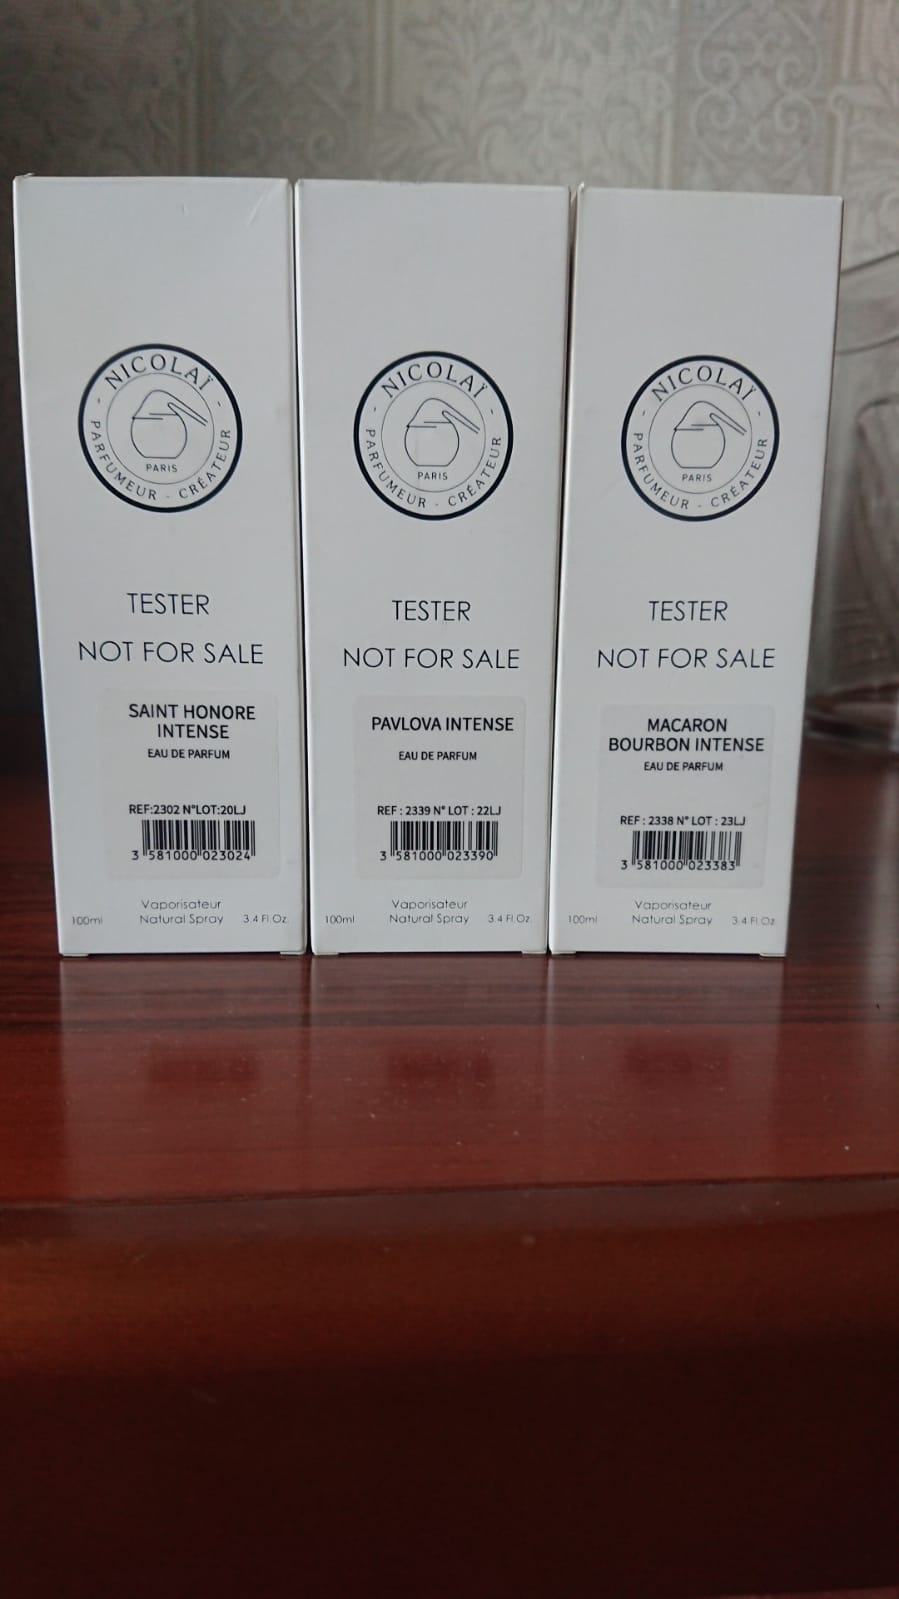 NICOLAÏ
PARFUMEUR - CRÉATEUR
PARIS
TESTER
NOT FOR SALE
SAINT HONORE
INTENSE
EAU DE PARFUM
REF:2302 N°LOT:20LJ
3 581000 023024
100ml
Vaporisateur
Natural Spray
3.4 Fl.Oz.
NICOLAÏ
PARFUMEUR - CRÉATEUR
PARIS
TESTER
NOT FOR SALE
PAVLOVA INTENSE
EAU DE PARFUM
REF : 2339 N° LOT : 22LJ
3 581000 023390
100ml
Vaporisateur
Natural Spray
3.4 Fl.Oz.
NICOLAÏ
PARFUMEUR - CRÉATEUR
PARIS
TESTER
NOT FOR SALE
MACARON
BOURBON INTENSE
EAU DE PARFUM
REF : 2338 N° LOT : 23LJ
3 581000 023383
100ml
Vaporisateur
Natural Spray
3.4 Fl.Oz.